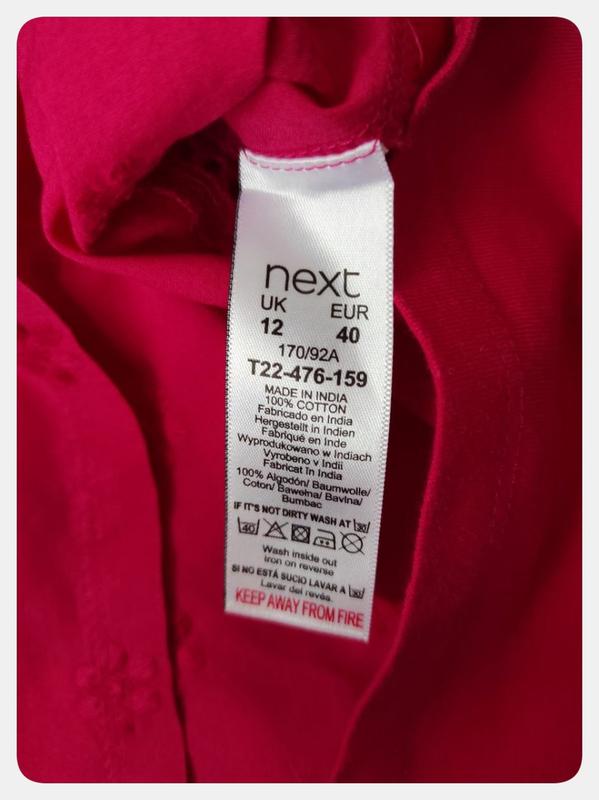 next
UK EUR
12 40
170/92A
T22-476-159
MADE IN INDIA
100% COTTON
Fabricado en India
Hergestellt in Indien
Fabriqué en Inde
Wyprodukowano w Indiach
Vyrobeno v Indii
Fabricat în India
100% Algodón/ Baumwolle/
Coton/ Bawełna/ Bavlna/
Bumbac
IF IT'S NOT DIRTY WASH AT 30
40
Wash inside out
iron on reverse
SI NO ESTÁ SUCIO LAVAR A 30
Lavar del revés.
KEEP AWAY FROM FIRE